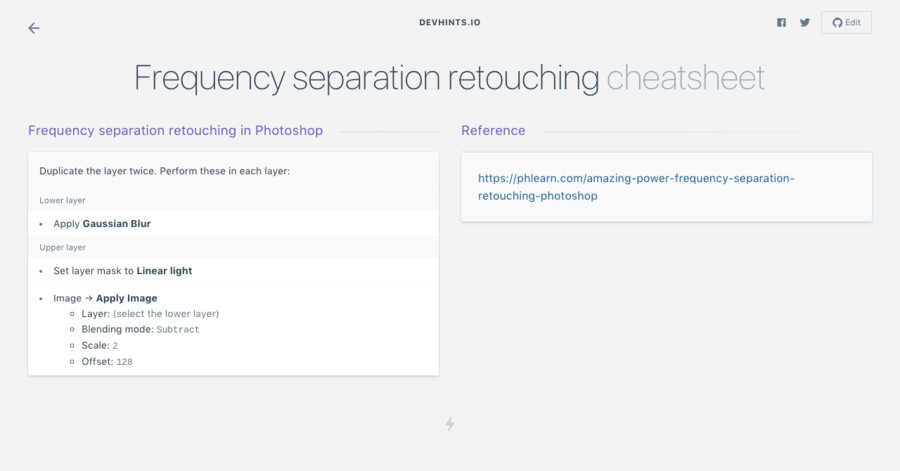 DEVHINTS.IO
Edit
Frequency separation retouching cheatsheet
Frequency separation retouching in Photoshop
Duplicate the layer twice. Perform these in each layer:
Lower layer
Apply Gaussian Blur
Upper layer
Set layer mask to Linear light
Image → Apply Image
Layer: (select the lower layer)
Blending mode: Subtract
Scale: 2
Offset: 128
Reference
https://phlearn.com/amazing-power-frequency-separation-
retouching-photoshop